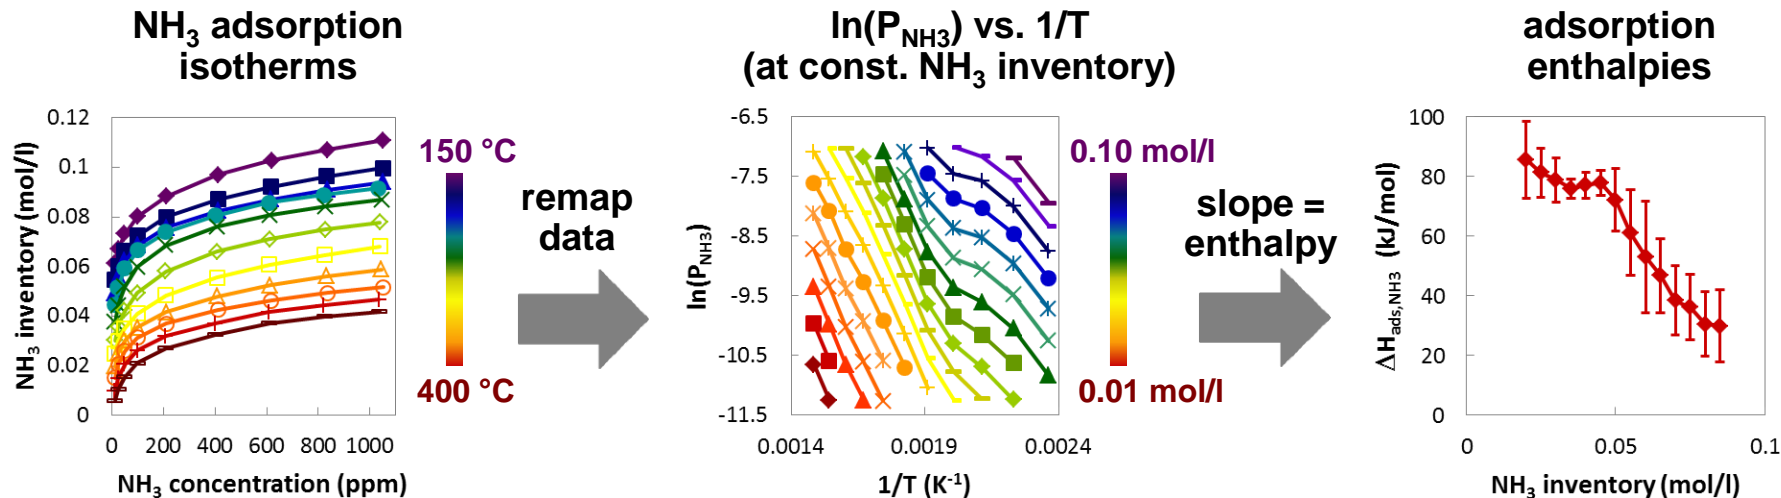 NH3 adsorption
isotherms
NH3 inventory (mol/l)
0.12
0.1
0.08
0.06
0.04
0.02
0
0 200 400 600 800 1000
NH3 concentration (ppm)
150 °C
400 °C
remap
data
ln(PNH3) vs. 1/T
(at const. NH3 inventory)
ln(PNH3)
-6.5
-7.5
-8.5
-9.5
-10.5
-11.5
0.0014 0.0019 0.0024
1/T (K-1)
0.10 mol/l
0.01 mol/l
slope =
enthalpy
adsorption
enthalpies
ΔHads,NH3 (kJ/mol)
100
80
60
40
20
0
0 0.05 0.1
NH3 inventory (mol/l)